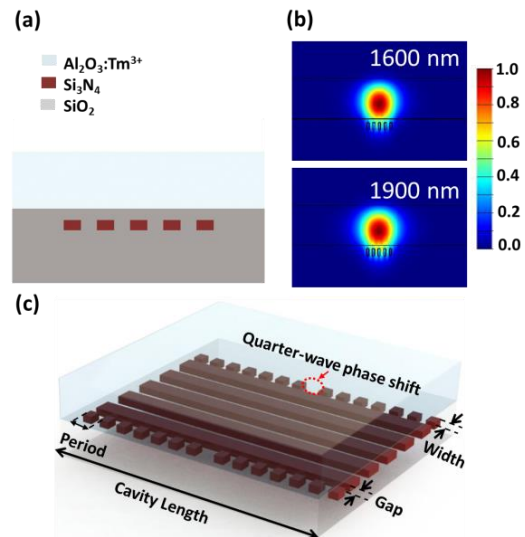 (a)
Al₂O₃:Tm³⁺
Si₃N₄
SiO₂
(b)
1600 nm
1900 nm
1.0
0.8
0.6
0.4
0.2
0.0
(c)
Quarter-wave phase shift
Period
Cavity Length
Width
Gap